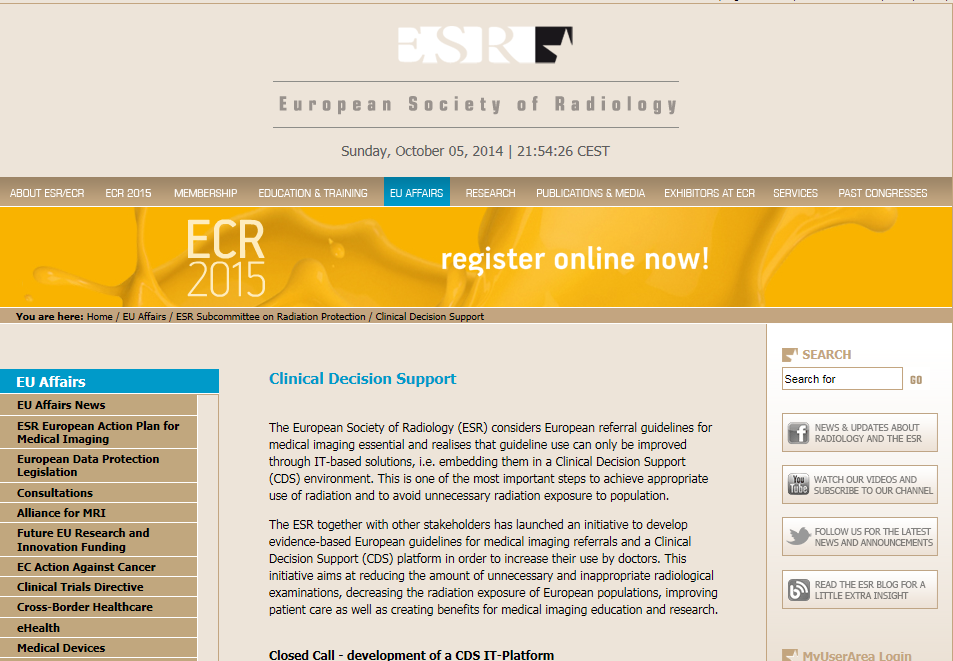 ESR
European Society of Radiology
Sunday, October 05, 2014 | 21:54:26 CEST
ABOUT ESR/ECR ECR 2015 MEMBERSHIP EDUCATION & TRAINING EU AFFAIRS RESEARCH PUBLICATIONS & MEDIA EXHIBITORS AT ECR SERVICES PAST CONGRESSES
ECR
2015
register online now!
You are here: Home / EU Affairs / ESR Subcommittee on Radiation Protection / Clinical Decision Support
EU Affairs
EU Affairs News
ESR European Action Plan for
Medical Imaging
European Data Protection
Legislation
Consultations
Alliance for MRI
Future EU Research and
Innovation Funding
EC Action Against Cancer
Clinical Trials Directive
Cross-Border Healthcare
eHealth
Medical Devices
Clinical Decision Support
The European Society of Radiology (ESR) considers European referral guidelines for
medical imaging essential and realises that guideline use can only be improved
through IT-based solutions, i.e. embedding them in a Clinical Decision Support
(CDS) environment. This is one of the most important steps to achieve appropriate
use of radiation and to avoid unnecessary radiation exposure to population.
The ESR together with other stakeholders has launched an initiative to develop
evidence-based European guidelines for medical imaging referrals and a Clinical
Decision Support (CDS) platform in order to increase their use by doctors. This
initiative aims at reducing the amount of unnecessary and inappropriate radiological
examinations, decreasing the radiation exposure of European populations, improving
patient care as well as creating benefits for medical imaging education and research.
Closed Call - development of a CDS IT-Platform
SEARCH
Search for GO
NEWS & UPDATES ABOUT
RADIOLOGY AND THE ESR
You
Tube
WATCH OUR VIDEOS AND
SUBSCRIBE TO OUR CHANNEL
FOLLOW US FOR THE LATEST
NEWS AND ANNOUNCEMENTS
READ THE ESR BLOG FOR A
LITTLE EXTRA INSIGHT
MyUserArea Login